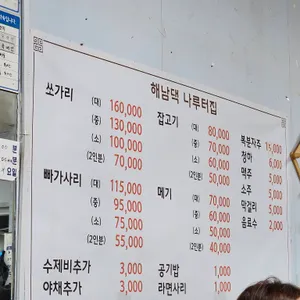 해남댁 나루터집
쏘가리 (대) 160,000
(중) 130,000
(소) 100,000
(2인분) 70,000
빠가사리 (대) 115,000
(중) 95,000
(소) 75,000
(2인분) 55,000
수제비추가 3,000
야채추가 3,000
잡고기 (대) 80,000
(중) 70,000
(소) 60,000
(2인분) 50,000
메기 (대) 70,000
(중) 60,000
(소) 50,000
(2인분) 40,000
공기밥 1,000
라면사리 1,000
복분자주 15,000
청하 6,000
맥주 5,000
소주 5,000
막걸리 5,000
음료수 2,000